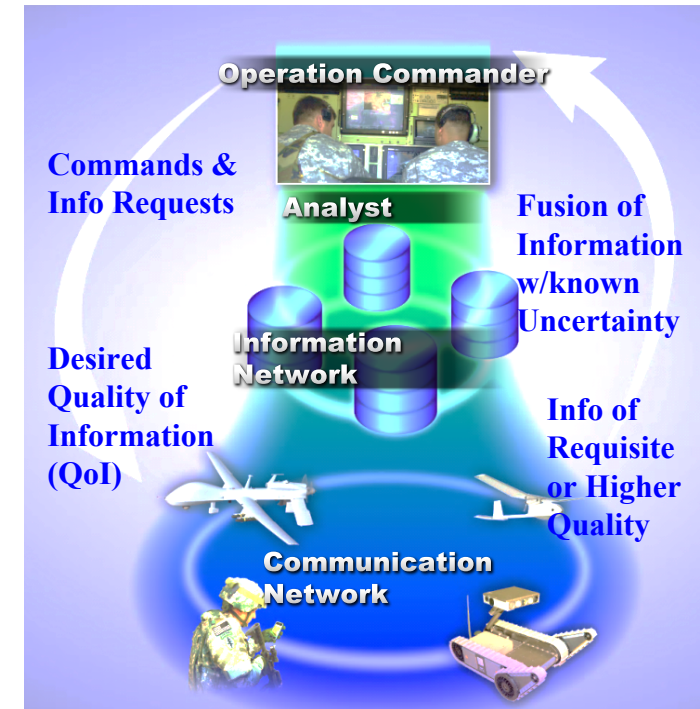 Operation Commander
Commands &
Info Requests
Analyst
Fusion of
Information
w/known
Uncertainty
Information
Network
Desired
Quality of
Information
(QoI)
Info of
Requisite
or Higher
Quality
Communication
Network